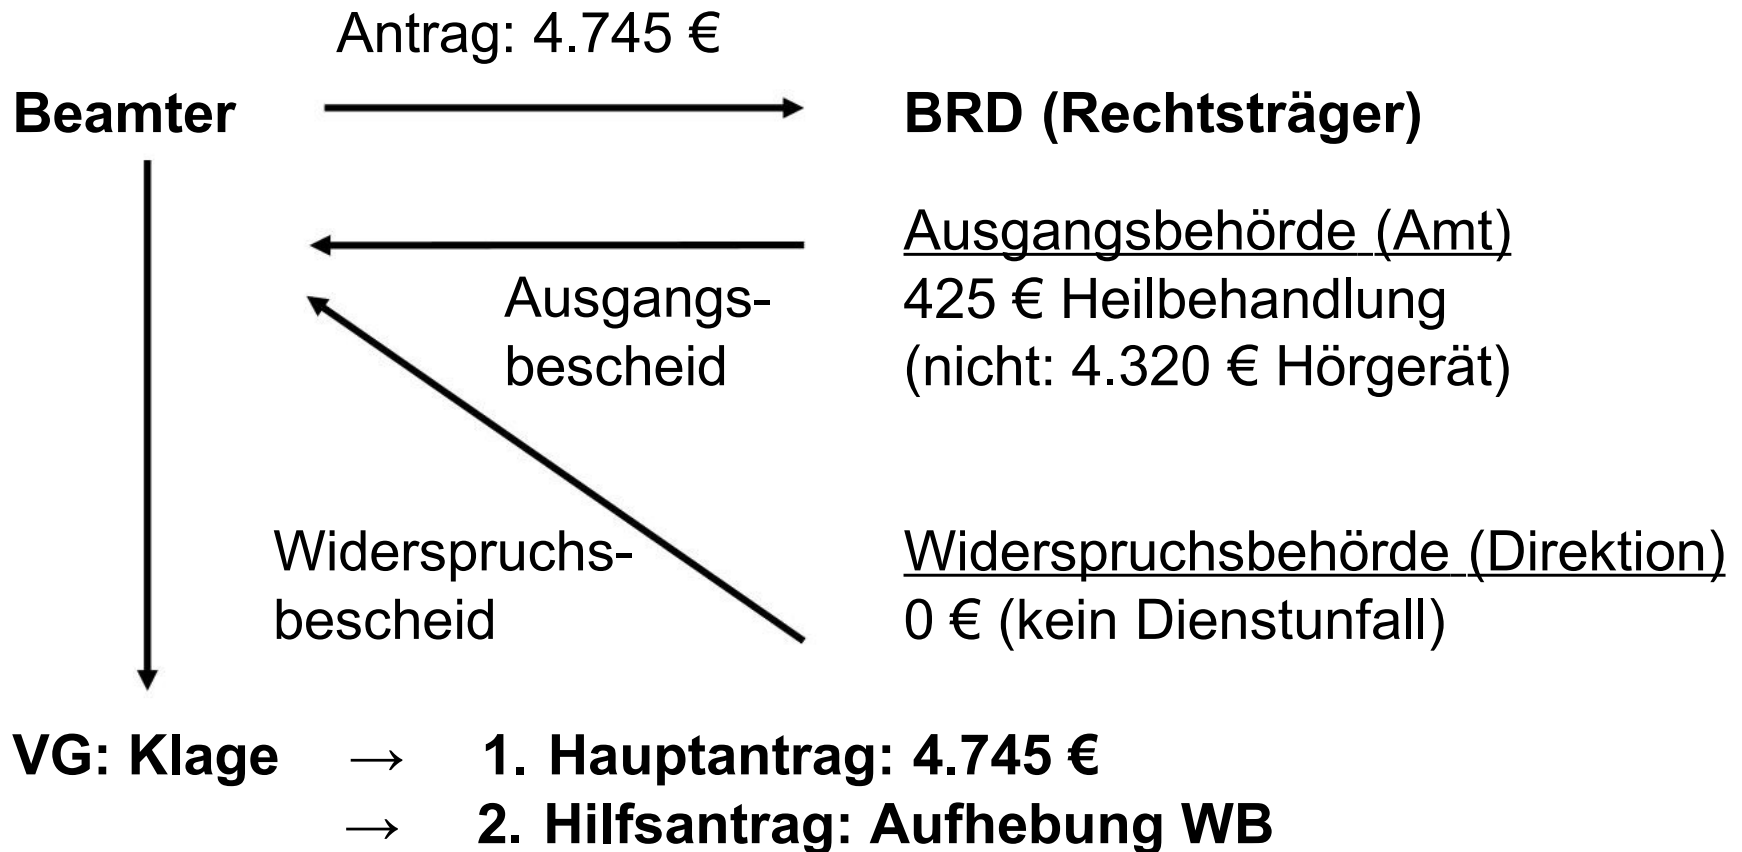 Antrag: 4.745 €
Beamter
BRD (Rechtsträger)
Ausgangsbehörde (Amt)
425 € Heilbehandlung
(nicht: 4.320 € Hörgerät)
Ausgangs-
bescheid
Widerspruchs-
bescheid
Widerspruchsbehörde (Direktion)
0 € (kein Dienstunfall)
VG: Klage → 1. Hauptantrag: 4.745 €
→ 2. Hilfsantrag: Aufhebung WB